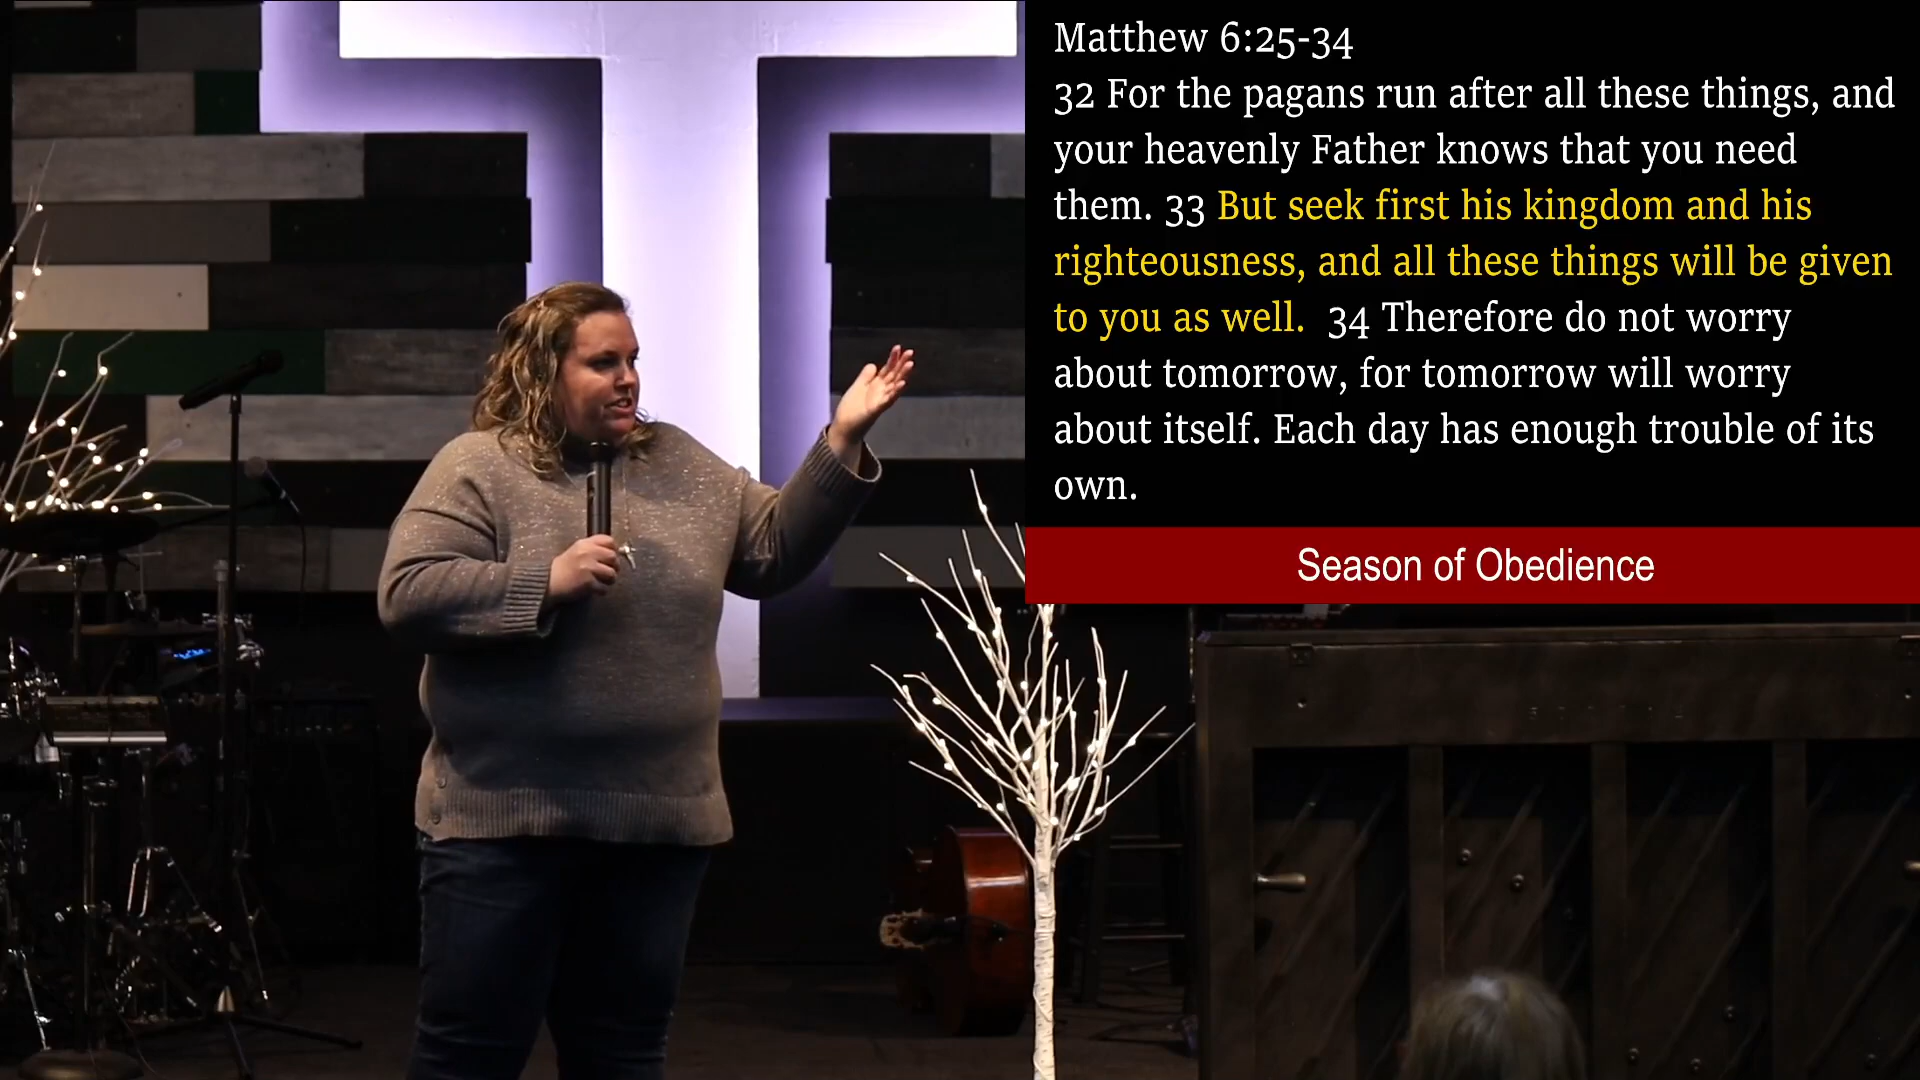 Matthew 6:25-34
32 For the pagans run after all these things, and
your heavenly Father knows that you need
them. 33 But seek first his kingdom and his
righteousness, and all these things will be given
to you as well.  34 Therefore do not worry
about tomorrow, for tomorrow will worry
about itself. Each day has enough trouble of its
own.
Season of Obedience